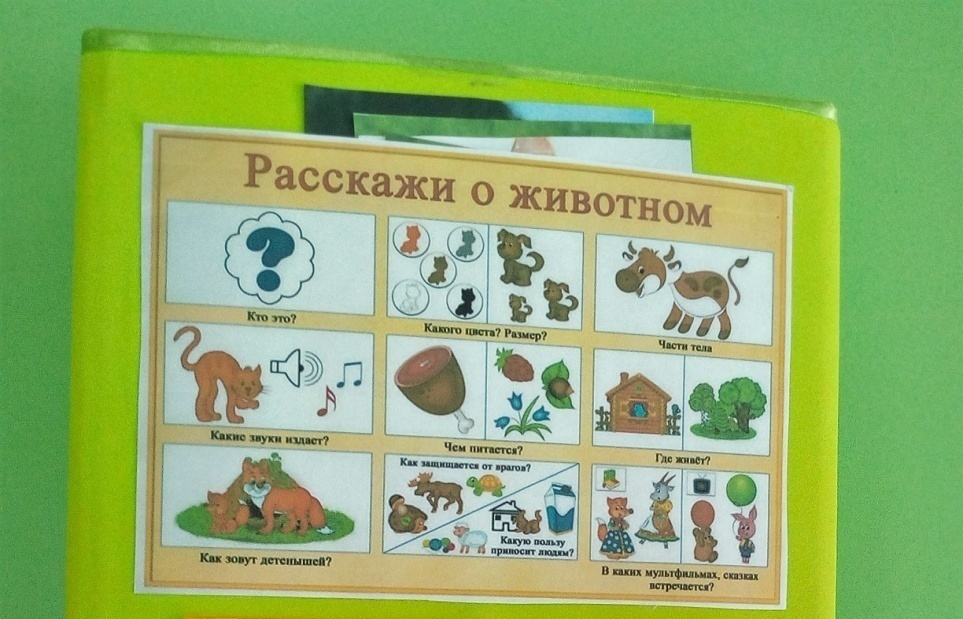 Расскажи о животном
Кто это?
Какого цвета? Размер?
Части тела
Какие звуки издает?
Чем питается?
Где живёт?
Как зовут детенышей?
Как защищается от врагов?
Какую пользу
приносит людям?
В каких мультфильмах, сказках
встречается?